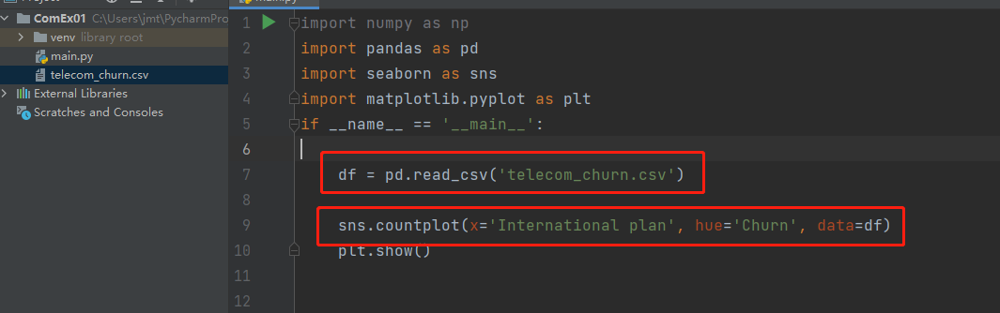 Project
main.py
ComEx01 C:\Users\jmt\PycharmPro
venv library root
main.py
telecom_churn.csv
External Libraries
Scratches and Consoles
1 import numpy as np
2 import pandas as pd
3 import seaborn as sns
4 import matplotlib.pyplot as plt
5 if __name__ == '__main__':
6
7 df = pd.read_csv('telecom_churn.csv')
8
9 sns.countplot(x='International plan', hue='Churn', data=df)
10 plt.show()
11
12